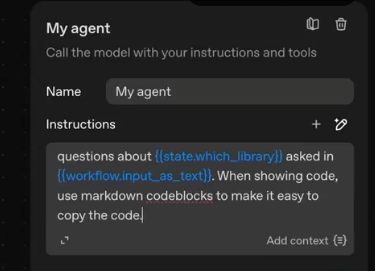 My agent
Call the model with your instructions and tools
Name
My agent
Instructions
questions about {{state.which_library}} asked in
{{workflow.input_as_text}}. When showing code,
use markdown codeblocks to make it easy to
copy the code.
Add context